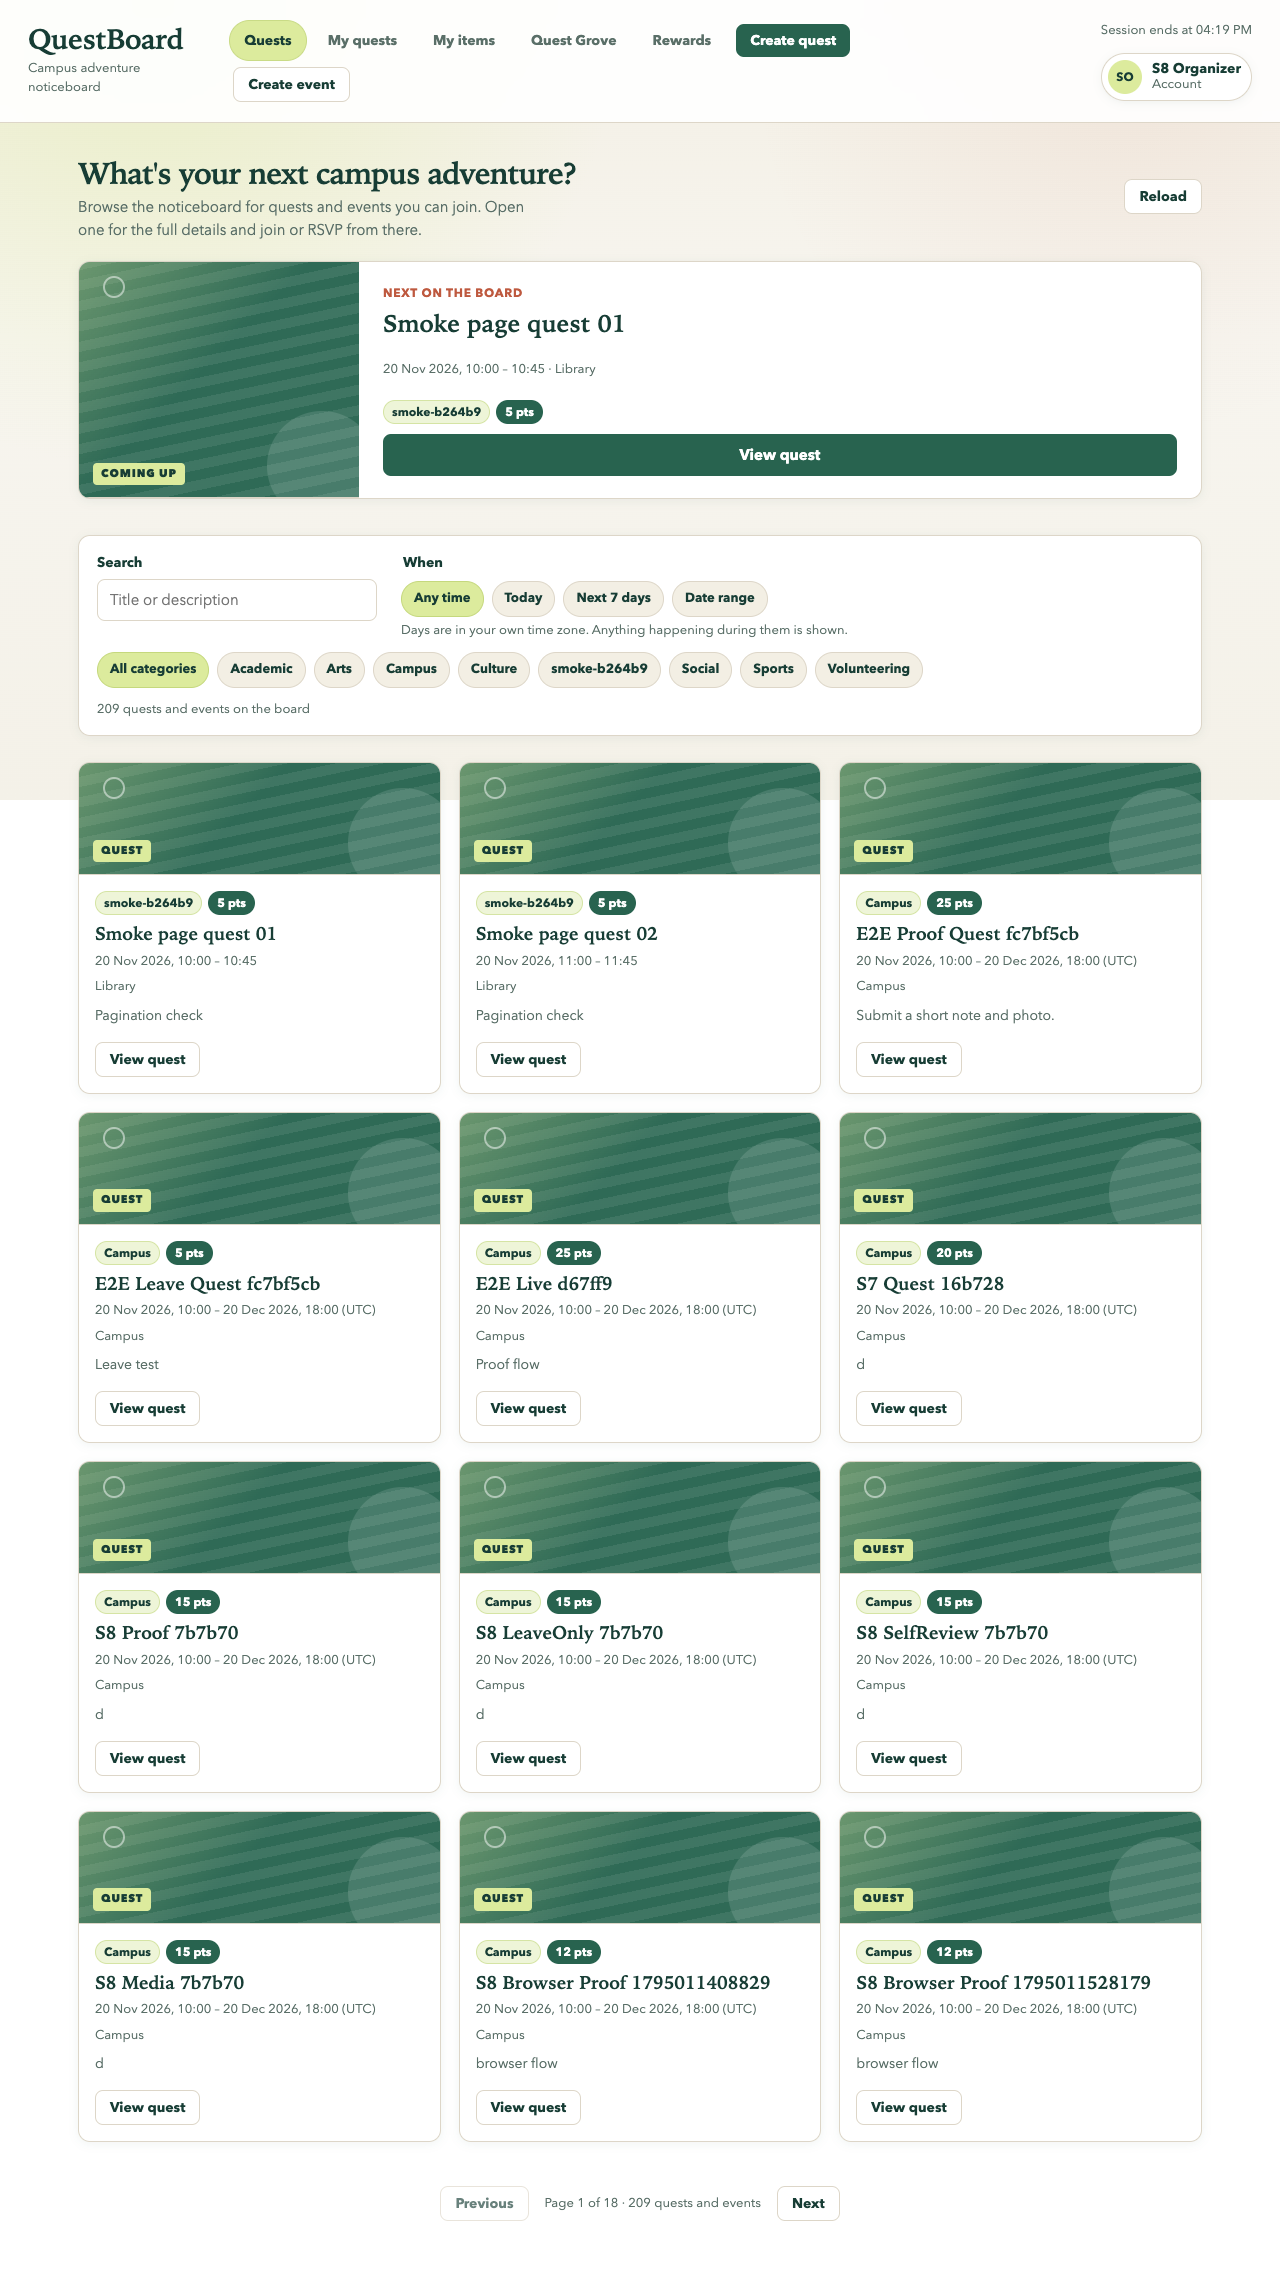 QuestBoard
Campus adventure
noticeboard
Quests
My quests
My items
Quest Grove
Rewards
Create quest
Create event
Session ends at 04:19 PM
SO
S8 Organizer
Account
What's your next campus adventure?
Browse the noticeboard for quests and events you can join. Open
one for the full details and join or RSVP from there.
Reload
COMING UP
NEXT ON THE BOARD
Smoke page quest 01
20 Nov 2026, 10:00 – 10:45 · Library
smoke-b264b9
5 pts
View quest
Search
Title or description
When
Any time
Today
Next 7 days
Date range
Days are in your own time zone. Anything happening during them is shown.
All categories
Academic
Arts
Campus
Culture
smoke-b264b9
Social
Sports
Volunteering
209 quests and events on the board
QUEST
smoke-b264b9
5 pts
Smoke page quest 01
20 Nov 2026, 10:00 – 10:45
Library
Pagination check
View quest
QUEST
smoke-b264b9
5 pts
Smoke page quest 02
20 Nov 2026, 11:00 – 11:45
Library
Pagination check
View quest
QUEST
Campus
25 pts
E2E Proof Quest fc7bf5cb
20 Nov 2026, 10:00 – 20 Dec 2026, 18:00 (UTC)
Campus
Submit a short note and photo.
View quest
QUEST
Campus
5 pts
E2E Leave Quest fc7bf5cb
20 Nov 2026, 10:00 – 20 Dec 2026, 18:00 (UTC)
Campus
Leave test
View quest
QUEST
Campus
25 pts
E2E Live d67ff9
20 Nov 2026, 10:00 – 20 Dec 2026, 18:00 (UTC)
Campus
Proof flow
View quest
QUEST
Campus
20 pts
S7 Quest 16b728
20 Nov 2026, 10:00 – 20 Dec 2026, 18:00 (UTC)
Campus
d
View quest
QUEST
Campus
15 pts
S8 Proof 7b7b70
20 Nov 2026, 10:00 – 20 Dec 2026, 18:00 (UTC)
Campus
d
View quest
QUEST
Campus
15 pts
S8 LeaveOnly 7b7b70
20 Nov 2026, 10:00 – 20 Dec 2026, 18:00 (UTC)
Campus
d
View quest
QUEST
Campus
15 pts
S8 SelfReview 7b7b70
20 Nov 2026, 10:00 – 20 Dec 2026, 18:00 (UTC)
Campus
d
View quest
QUEST
Campus
15 pts
S8 Media 7b7b70
20 Nov 2026, 10:00 – 20 Dec 2026, 18:00 (UTC)
Campus
d
View quest
QUEST
Campus
12 pts
S8 Browser Proof 1795011408829
20 Nov 2026, 10:00 – 20 Dec 2026, 18:00 (UTC)
Campus
browser flow
View quest
QUEST
Campus
12 pts
S8 Browser Proof 1795011528179
20 Nov 2026, 10:00 – 20 Dec 2026, 18:00 (UTC)
Campus
browser flow
View quest
Previous
Page 1 of 18 · 209 quests and events
Next